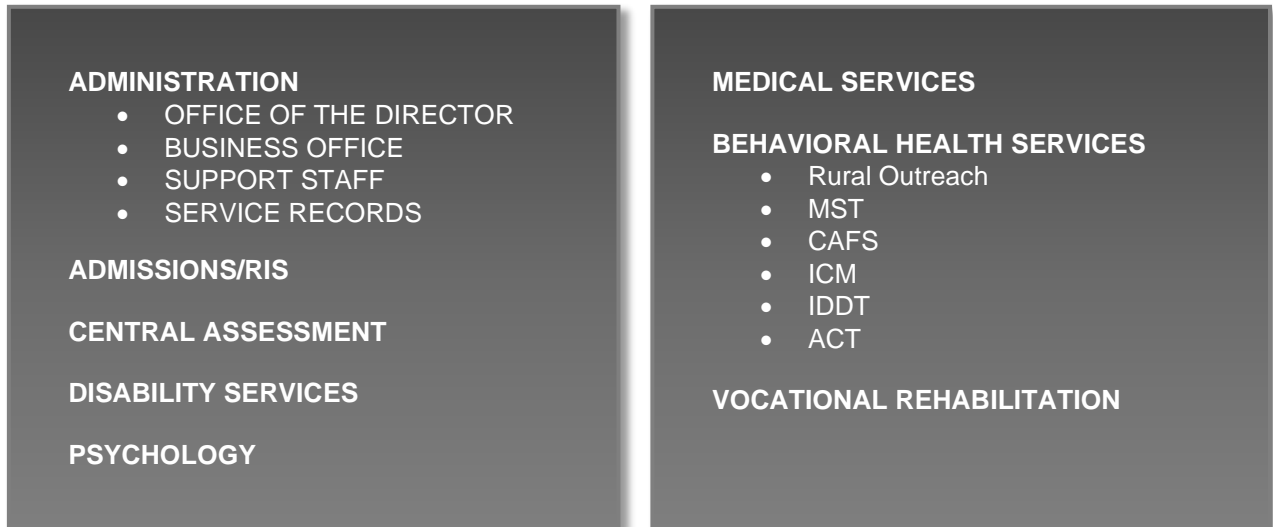 ADMINISTRATION
• OFFICE OF THE DIRECTOR
• BUSINESS OFFICE
• SUPPORT STAFF
• SERVICE RECORDS
ADMISSIONS/RIS
CENTRAL ASSESSMENT
DISABILITY SERVICES
PSYCHOLOGY
MEDICAL SERVICES
BEHAVIORAL HEALTH SERVICES
• Rural Outreach
• MST
• CAFS
• ICM
• IDDT
• ACT
VOCATIONAL REHABILITATION